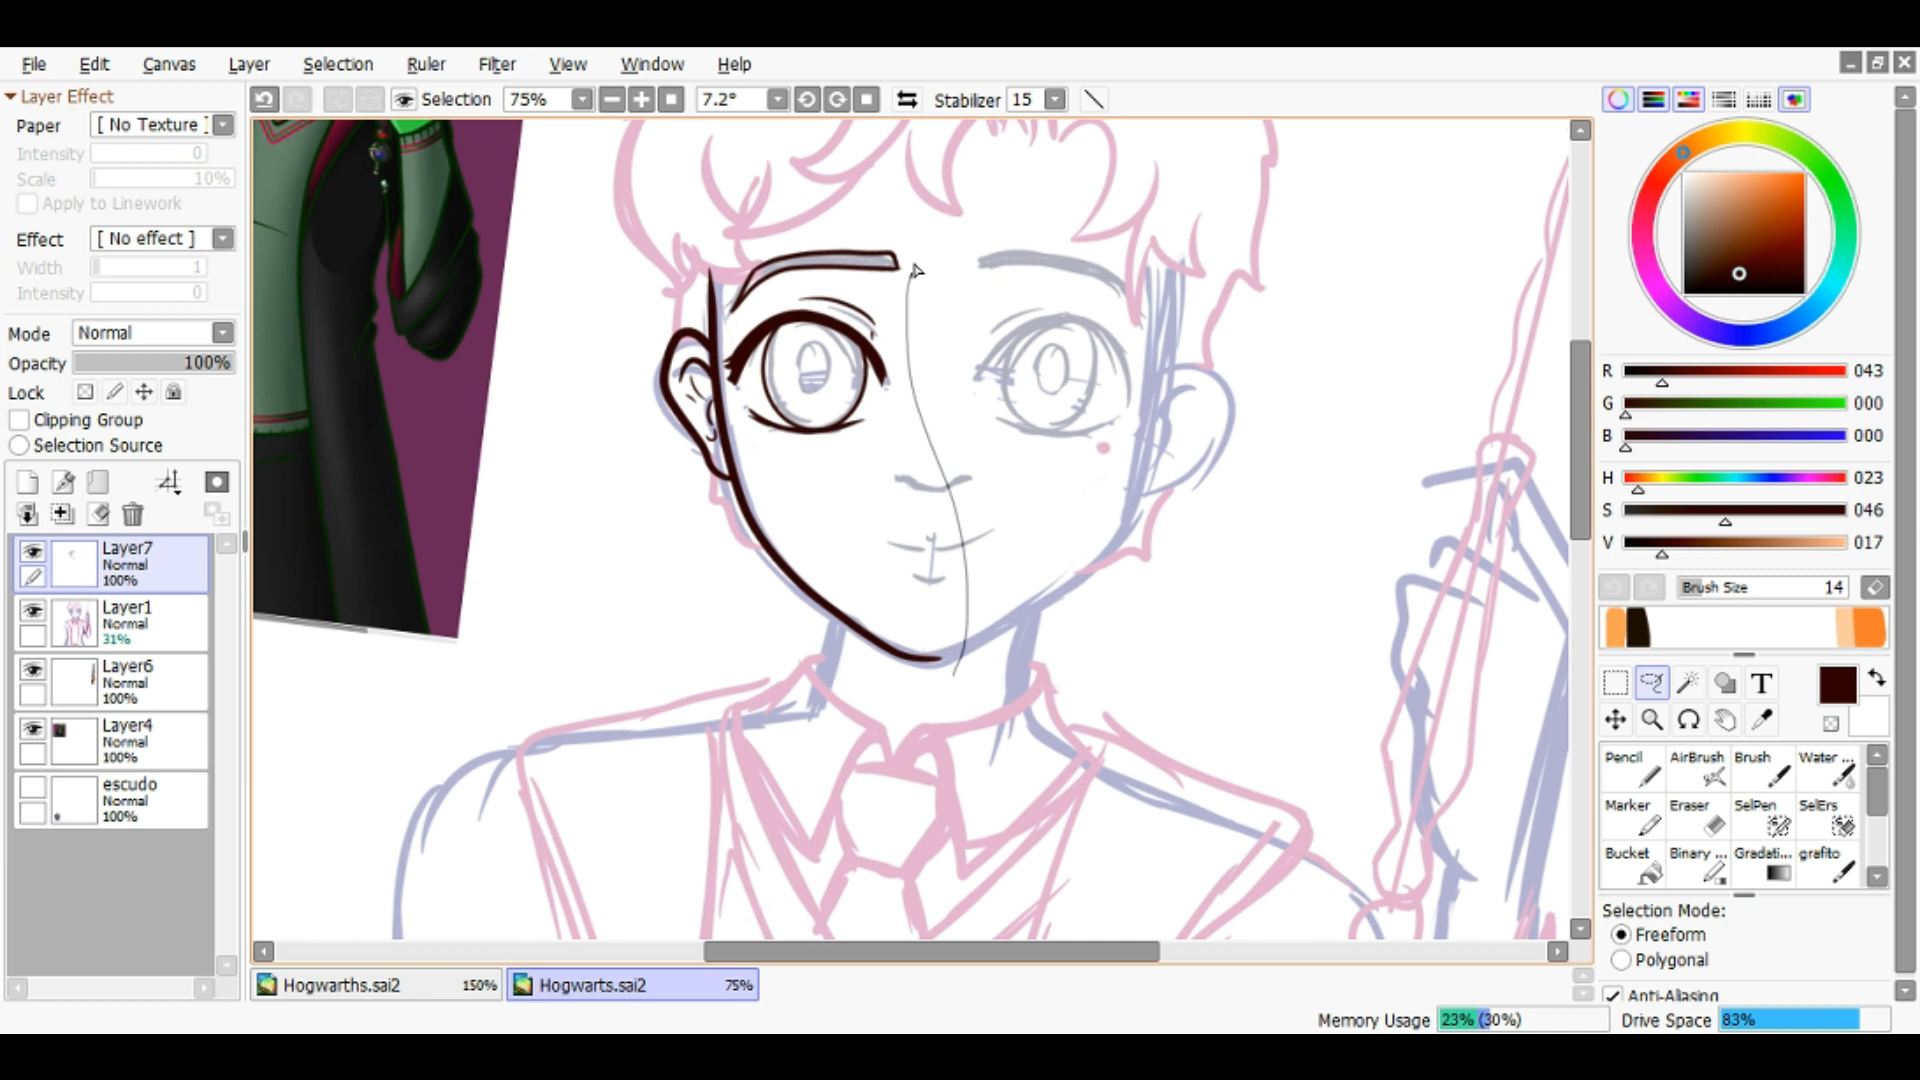 File Edit Canvas Layer Selection Ruler Filter View Window Help
Layer Effect
Paper [ No Texture ]
Intensity 0
Scale 10%
Apply to Linework
Effect [ No effect ]
Width 1
Intensity 0
Mode Normal
Opacity 100%
Lock
Clipping Group
Selection Source
Layer7
Normal
100%
Layer1
Normal
31%
Layer6
Normal
100%
Layer4
Normal
100%
escudo
Normal
100%
Selection 75% 7.2° Stabilizer 15
Hogwarths.sai2 150% Hogwarts.sai2 75%
R 043
G 000
B 000
H 023
S 046
V 017
Brush Size 14
T
Pencil AirBrush Brush Water ...
Marker Eraser SelPen SelErs
Bucket Binary ... Gradati... grafito
Selection Mode:
Freeform
Polygonal
Anti-Aliasing
Memory Usage 23% (30%) Drive Space 83%